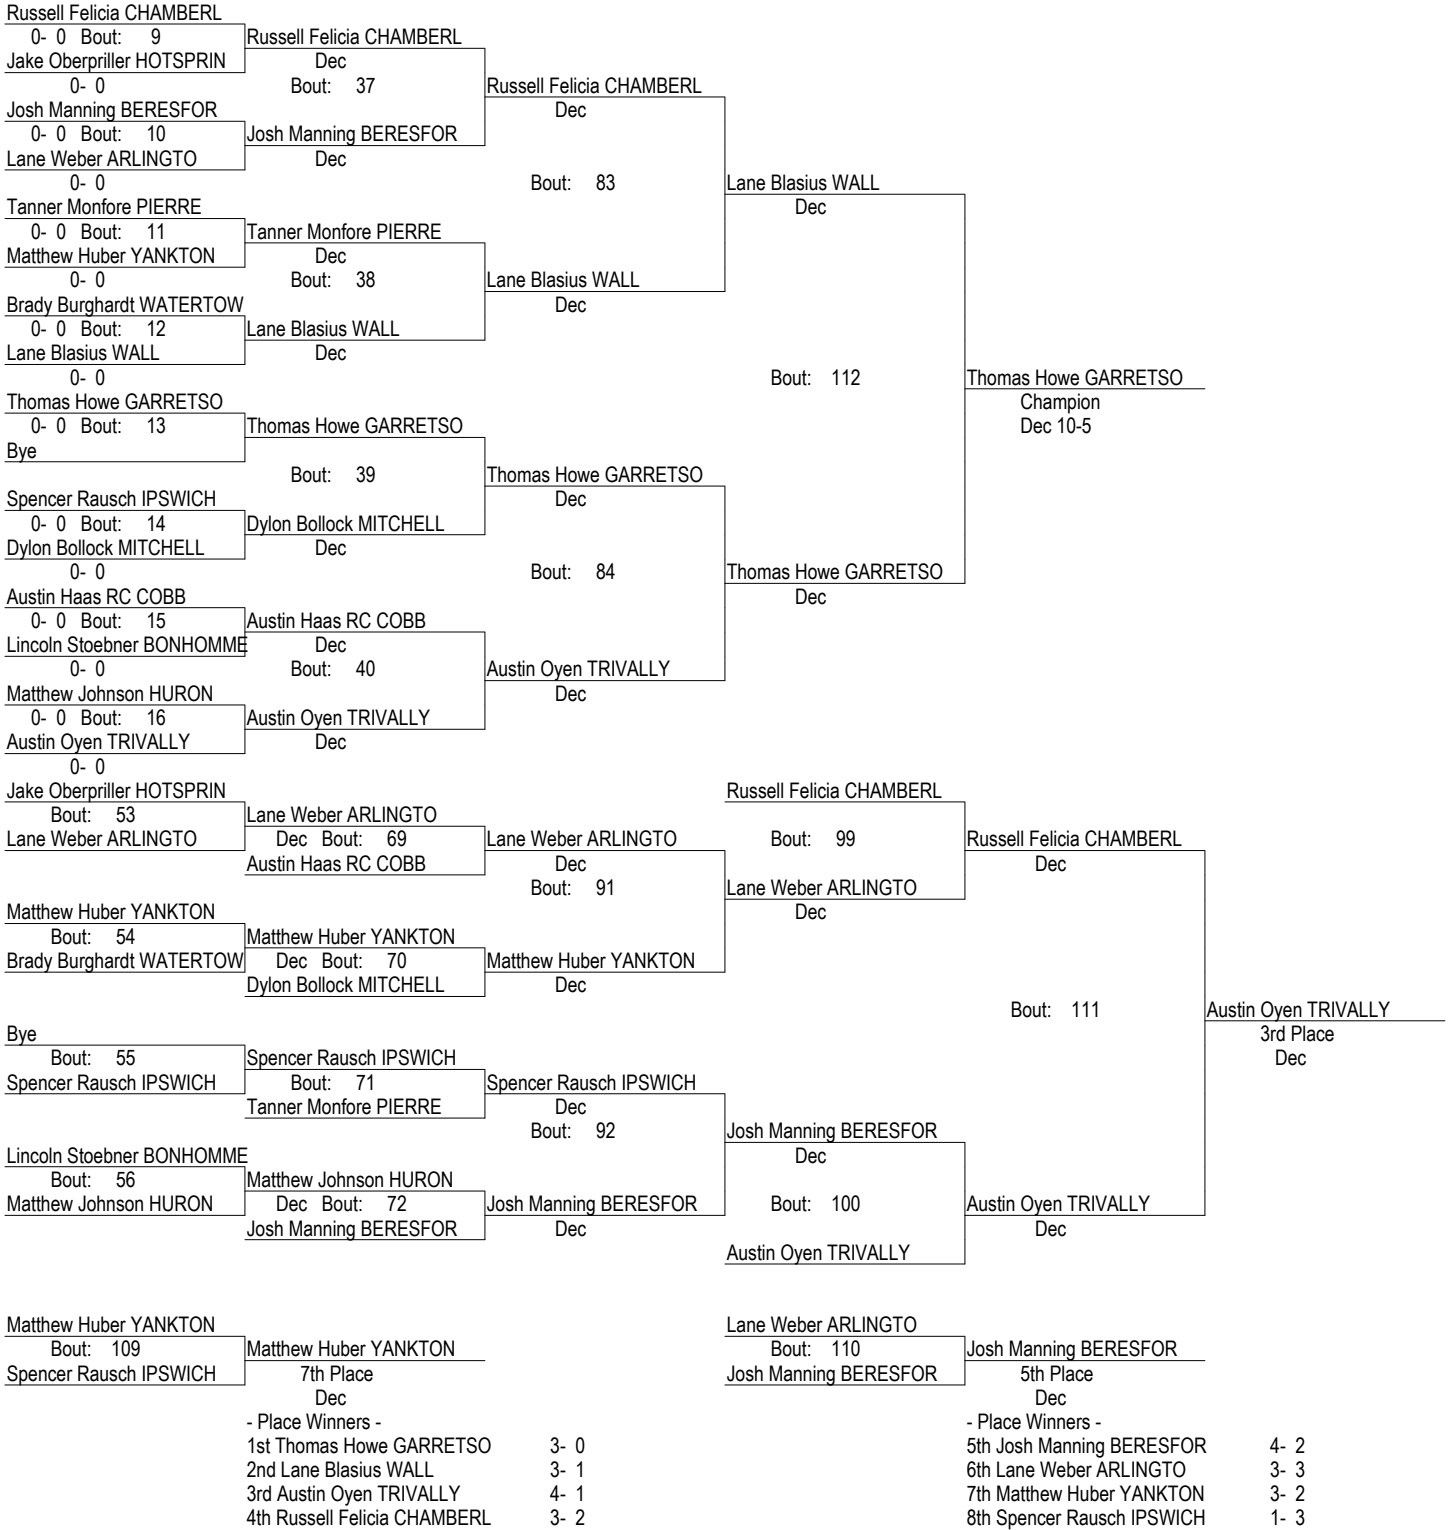 Russell Felicia CHAMBERL
0- 0 Bout: 9
Russell Felicia CHAMBERL
Jake Oberpriller HOTSPRIN
Dec
0- 0
Bout: 37
Russell Felicia CHAMBERL
Josh Manning BERESFOR
Dec
0- 0 Bout: 10
Josh Manning BERESFOR
Lane Weber ARLINGTO
Dec
0- 0
Bout: 83
Lane Blasius WALL
Tanner Monfore PIERRE
Dec
0- 0 Bout: 11
Tanner Monfore PIERRE
Matthew Huber YANKTON
Dec
0- 0
Bout: 38
Lane Blasius WALL
Brady Burghardt WATERTOW
Dec
0- 0 Bout: 12
Lane Blasius WALL
Lane Blasius WALL
Dec
0- 0
Bout: 112
Thomas Howe GARRETSO
Thomas Howe GARRETSO
Champion
0- 0 Bout: 13
Thomas Howe GARRETSO
Dec 10-5
Bye
Bout: 39
Thomas Howe GARRETSO
Spencer Rausch IPSWICH
Dec
0- 0 Bout: 14
Dylon Bollock MITCHELL
Dylon Bollock MITCHELL
Dec
0- 0
Bout: 84
Thomas Howe GARRETSO
Austin Haas RC COBB
Dec
0- 0 Bout: 15
Austin Haas RC COBB
Lincoln Stoebner BONHOMME
Dec
0- 0
Bout: 40
Austin Oyen TRIVALLY
Matthew Johnson HURON
Dec
0- 0 Bout: 16
Austin Oyen TRIVALLY
Austin Oyen TRIVALLY
Dec
0- 0
Jake Oberpriller HOTSPRIN
Russell Felicia CHAMBERL
Bout: 53
Lane Weber ARLINGTO
Lane Weber ARLINGTO
Dec Bout: 69
Lane Weber ARLINGTO
Bout: 99
Russell Felicia CHAMBERL
Austin Haas RC COBB
Dec
Dec
Bout: 91
Lane Weber ARLINGTO
Matthew Huber YANKTON
Dec
Bout: 54
Matthew Huber YANKTON
Brady Burghardt WATERTOW
Dec Bout: 70
Matthew Huber YANKTON
Dylon Bollock MITCHELL
Dec
Bout: 111
Austin Oyen TRIVALLY
Bye
3rd Place
Bout: 55
Spencer Rausch IPSWICH
Dec
Spencer Rausch IPSWICH
Bout: 71
Spencer Rausch IPSWICH
Tanner Monfore PIERRE
Dec
Bout: 92
Josh Manning BERESFOR
Lincoln Stoebner BONHOMME
Dec
Bout: 56
Matthew Johnson HURON
Matthew Johnson HURON
Dec Bout: 72
Josh Manning BERESFOR
Bout: 100
Austin Oyen TRIVALLY
Josh Manning BERESFOR
Dec
Dec
Austin Oyen TRIVALLY
Matthew Huber YANKTON
Lane Weber ARLINGTO
Bout: 109
Matthew Huber YANKTON
Bout: 110
Josh Manning BERESFOR
Spencer Rausch IPSWICH
7th Place
Josh Manning BERESFOR
5th Place
Dec
Dec
- Place Winners -
- Place Winners -
1st Thomas Howe GARRETSO 3- 0
5th Josh Manning BERESFOR 4- 2
2nd Lane Blasius WALL 3- 1
6th Lane Weber ARLINGTO 3- 3
3rd Austin Oyen TRIVALLY 4- 1
7th Matthew Huber YANKTON 3- 2
4th Russell Felicia CHAMBERL 3- 2
8th Spencer Rausch IPSWICH 1- 3